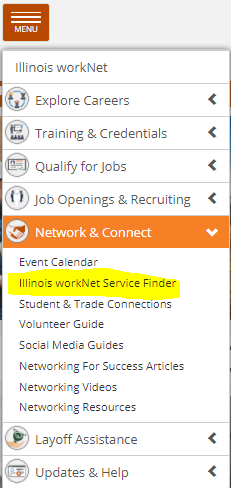 MENU
Illinois workNet
Explore Careers
Training & Credentials
Qualify for Jobs
Job Openings & Recruiting
Network & Connect
Event Calendar
Illinois workNet Service Finder
Student & Trade Connections
Volunteer Guide
Social Media Guides
Networking For Success Articles
Networking Videos
Networking Resources
Layoff Assistance
Updates & Help